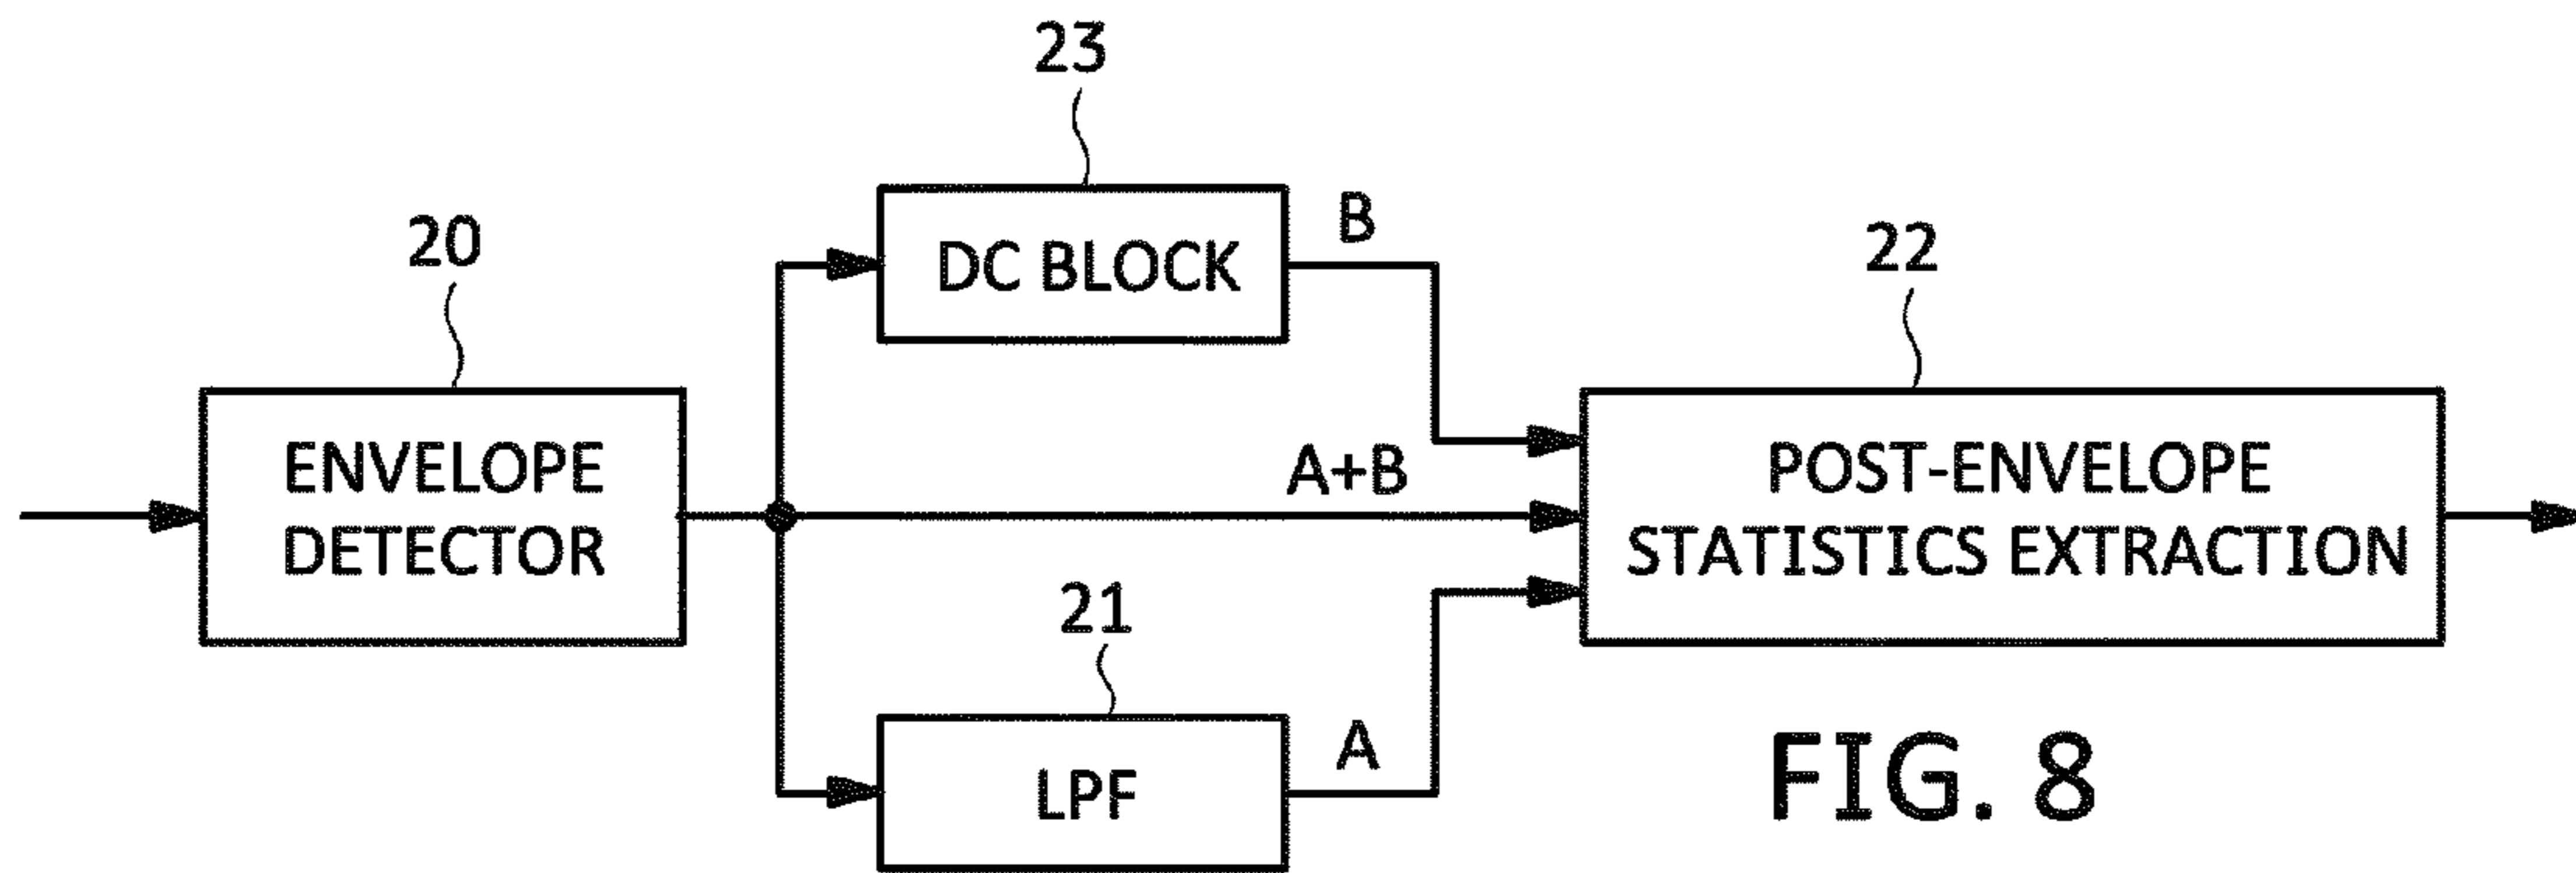 23
DC BLOCK
B
20
ENVELOPE
DETECTOR
A+B
22
POST-ENVELOPE
STATISTICS EXTRACTION
21
LPF
A
FIG. 8